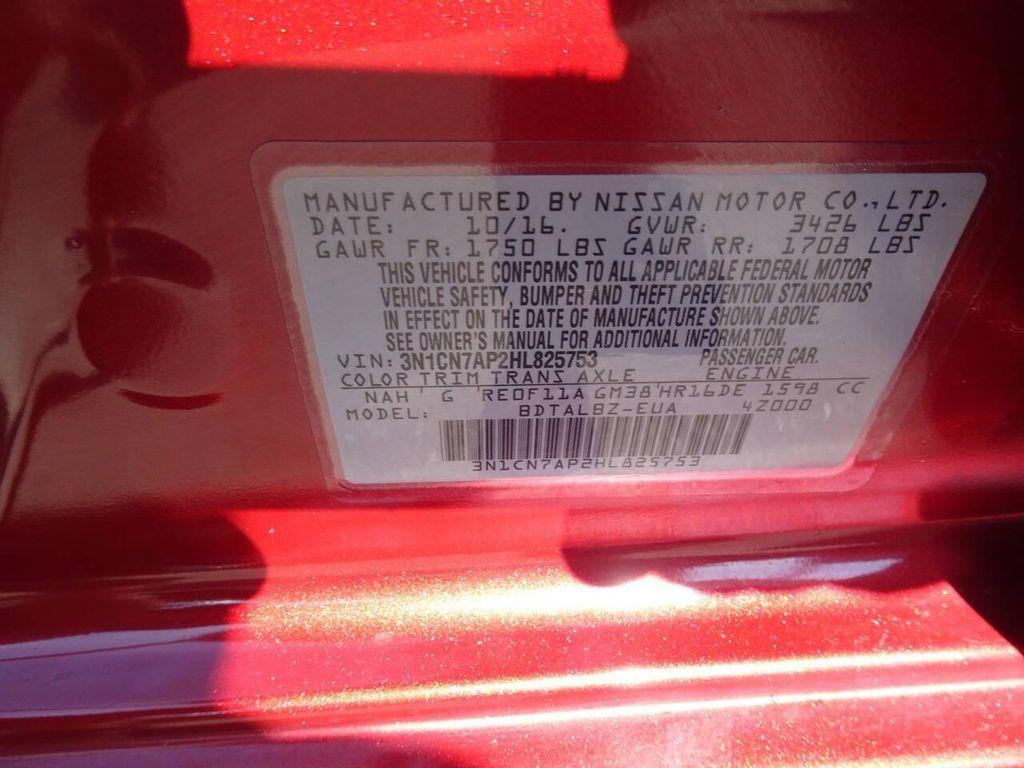 MANUFACTURED BY NISSAN MOTOR CO., LTD.
DATE: 10/16. GVWR: 3426 LBS
GAWR FR: 1750 LBS GAWR RR: 1708 LBS
THIS VEHICLE CONFORMS TO ALL APPLICABLE FEDERAL MOTOR
VEHICLE SAFETY, BUMPER AND THEFT PREVENTION STANDARDS
IN EFFECT ON THE DATE OF MANUFACTURE SHOWN ABOVE.
SEE OWNER'S MANUAL FOR ADDITIONAL INFORMATION.
VIN: 3N1CN7AP2HL825753 PASSENGER CAR.
COLOR TRIM TRANS AXLE ENGINE
NAH G RE0F11A GM38 HR16DE 1598 CC
MODEL: BDTALBZ-EUA 4Z000
3N1CN7AP2HL825753